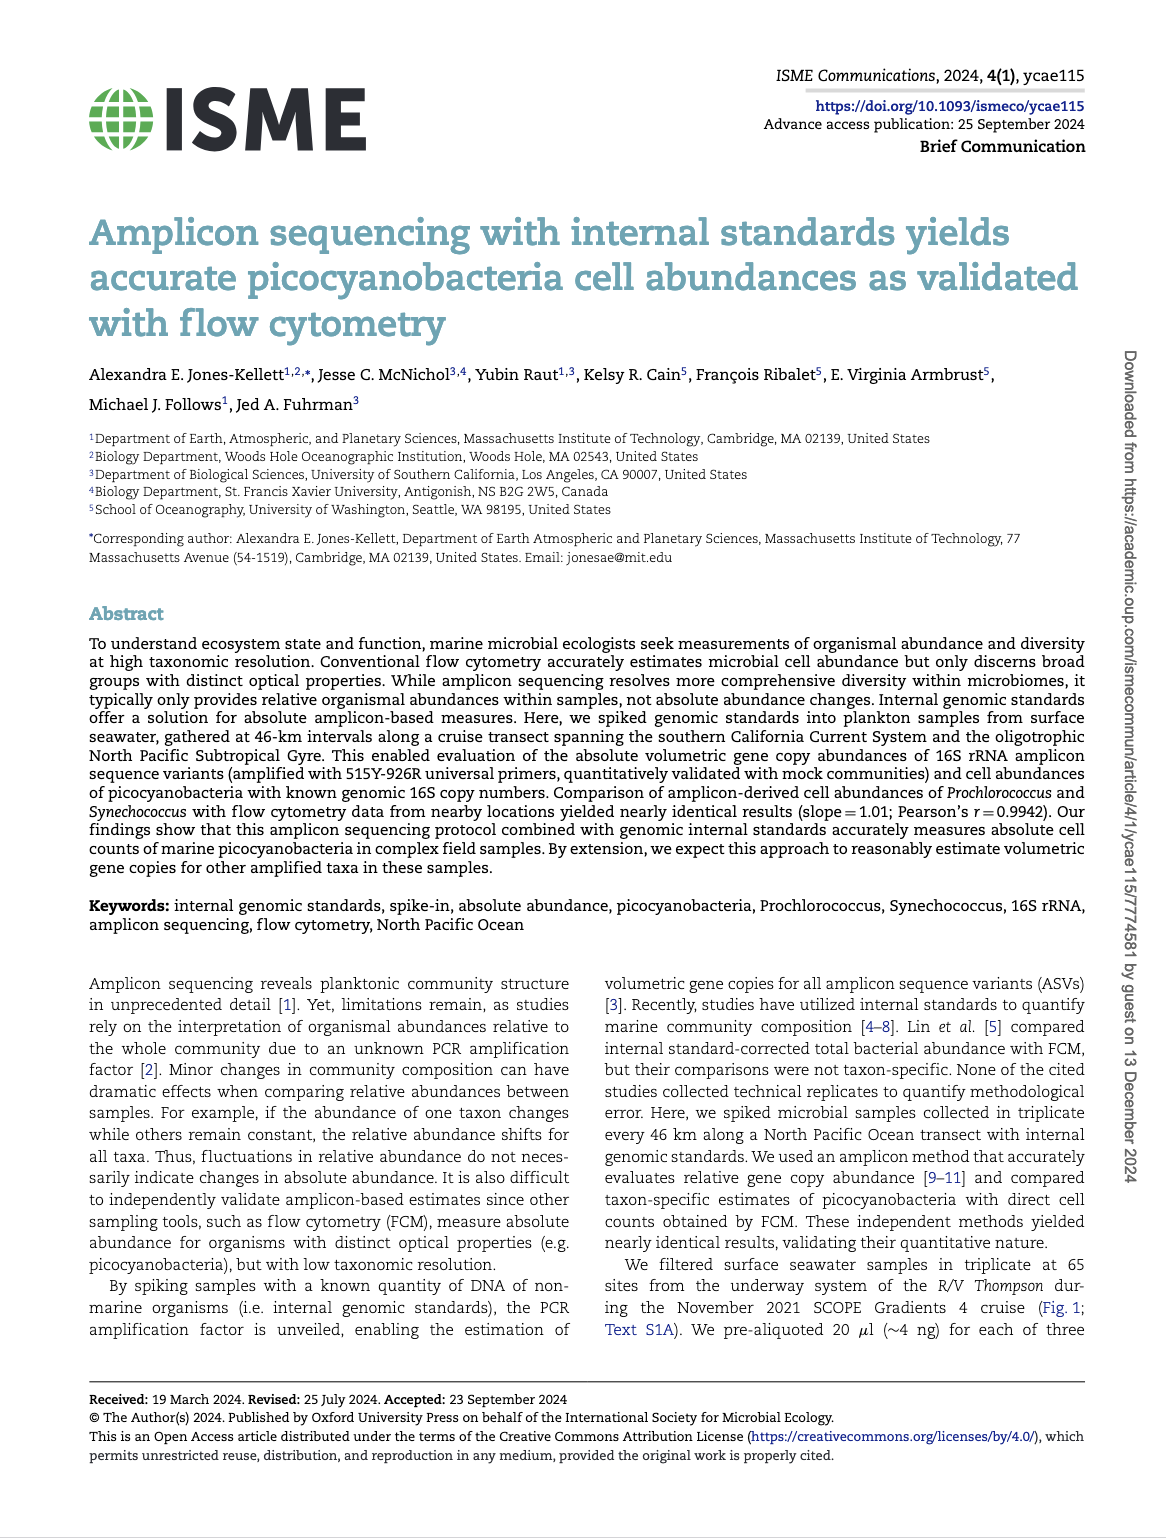 ISME
ISME Communications, 2024, 4(1), ycae115
https://doi.org/10.1093/ismeco/ycae115
Advance access publication: 25 September 2024
Brief Communication
Amplicon sequencing with internal standards yields
accurate picocyanobacteria cell abundances as validated
with flow cytometry
Alexandra E. Jones-Kellett1,2,*, Jesse C. McNichol3,4, Yubin Raut1,3, Kelsy R. Cain5, François Ribalet5, E. Virginia Armbrust5,
Michael J. Follows1, Jed A. Fuhrman3
1Department of Earth, Atmospheric, and Planetary Sciences, Massachusetts Institute of Technology, Cambridge, MA 02139, United States
2Biology Department, Woods Hole Oceanographic Institution, Woods Hole, MA 02543, United States
3Department of Biological Sciences, University of Southern California, Los Angeles, CA 90007, United States
4Biology Department, St. Francis Xavier University, Antigonish, NS B2G 2W5, Canada
5School of Oceanography, University of Washington, Seattle, WA 98195, United States
*Corresponding author: Alexandra E. Jones-Kellett, Department of Earth Atmospheric and Planetary Sciences, Massachusetts Institute of Technology, 77
Massachusetts Avenue (54-1519), Cambridge, MA 02139, United States. Email: jonesae@mit.edu
Abstract
To understand ecosystem state and function, marine microbial ecologists seek measurements of organismal abundance and diversity
at high taxonomic resolution. Conventional flow cytometry accurately estimates microbial cell abundance but only discerns broad
groups with distinct optical properties. While amplicon sequencing resolves more comprehensive diversity within microbiomes, it
typically only provides relative organismal abundances within samples, not absolute abundance changes. Internal genomic standards
offer a solution for absolute amplicon-based measures. Here, we spiked genomic standards into plankton samples from surface
seawater, gathered at 46-km intervals along a cruise transect spanning the southern California Current System and the oligotrophic
North Pacific Subtropical Gyre. This enabled evaluation of the absolute volumetric gene copy abundances of 16S rRNA amplicon
sequence variants (amplified with 515Y-926R universal primers, quantitatively validated with mock communities) and cell abundances
of picocyanobacteria with known genomic 16S copy numbers. Comparison of amplicon-derived cell abundances of Prochlorococcus and
Synechococcus with flow cytometry data from nearby locations yielded nearly identical results (slope = 1.01; Pearson's r = 0.9942). Our
findings show that this amplicon sequencing protocol combined with genomic internal standards accurately measures absolute cell
counts of marine picocyanobacteria in complex field samples. By extension, we expect this approach to reasonably estimate volumetric
gene copies for other amplified taxa in these samples.
Keywords: internal genomic standards, spike-in, absolute abundance, picocyanobacteria, Prochlorococcus, Synechococcus, 16S rRNA,
amplicon sequencing, flow cytometry, North Pacific Ocean
Amplicon sequencing reveals planktonic community structure
in unprecedented detail [1]. Yet, limitations remain, as studies
rely on the interpretation of organismal abundances relative to
the whole community due to an unknown PCR amplification
factor [2]. Minor changes in community composition can have
dramatic effects when comparing relative abundances between
samples. For example, if the abundance of one taxon changes
while others remain constant, the relative abundance shifts for
all taxa. Thus, fluctuations in relative abundance do not neces-
sarily indicate changes in absolute abundance. It is also difficult
to independently validate amplicon-based estimates since other
sampling tools, such as flow cytometry (FCM), measure absolute
abundance for organisms with distinct optical properties (e.g.
picocyanobacteria), but with low taxonomic resolution.
By spiking samples with a known quantity of DNA of non-
marine organisms (i.e. internal genomic standards), the PCR
amplification factor is unveiled, enabling the estimation of
volumetric gene copies for all amplicon sequence variants (ASVs)
[3]. Recently, studies have utilized internal standards to quantify
marine community composition [4–8]. Lin et al. [5] compared
internal standard-corrected total bacterial abundance with FCM,
but their comparisons were not taxon-specific. None of the cited
studies collected technical replicates to quantify methodological
error. Here, we spiked microbial samples collected in triplicate
every 46 km along a North Pacific Ocean transect with internal
genomic standards. We used an amplicon method that accurately
evaluates relative gene copy abundance [9–11] and compared
taxon-specific estimates of picocyanobacteria with direct cell
counts obtained by FCM. These independent methods yielded
nearly identical results, validating their quantitative nature.
We filtered surface seawater samples in triplicate at 65
sites from the underway system of the R/V Thompson dur-
ing the November 2021 SCOPE Gradients 4 cruise (Fig. 1;
Text S1A). We pre-aliquoted 20 μl (~4 ng) for each of three
Received: 19 March 2024. Revised: 25 July 2024. Accepted: 23 September 2024
© The Author(s) 2024. Published by Oxford University Press on behalf of the International Society for Microbial Ecology.
This is an Open Access article distributed under the terms of the Creative Commons Attribution License (https://creativecommons.org/licenses/by/4.0/), which
permits unrestricted reuse, distribution, and reproduction in any medium, provided the original work is properly cited.
Downloaded from https://academic.oup.com/ismecommun/article/4/1/ycae115/7774581 by guest on 13 December 2024